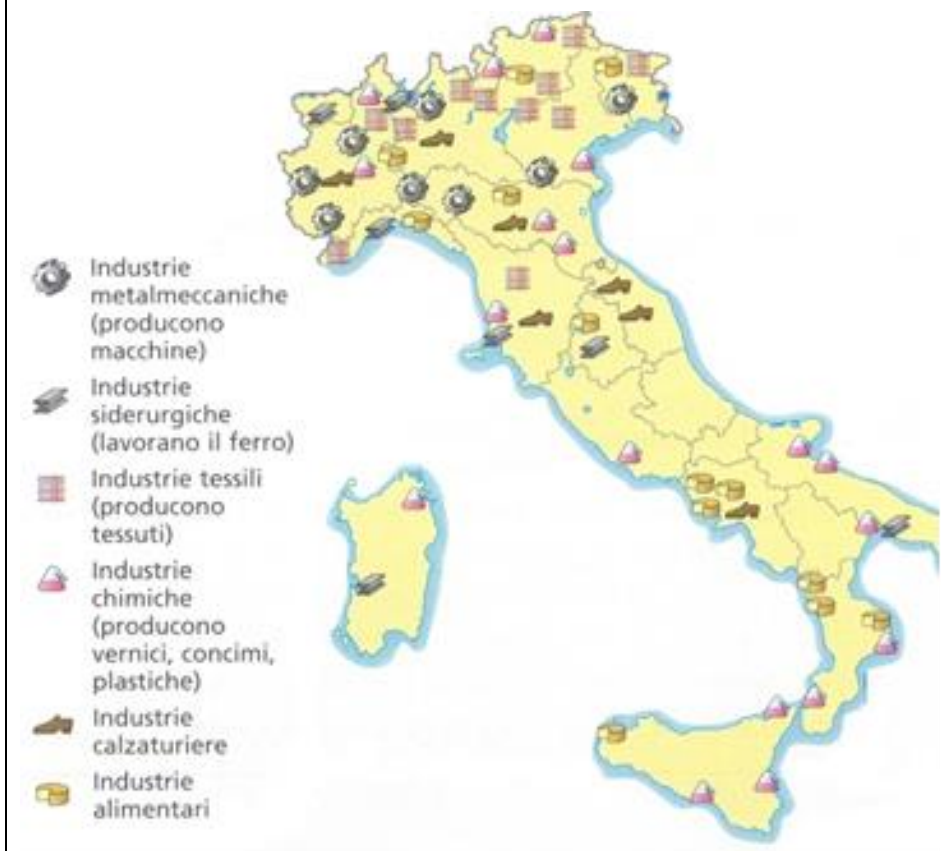 Industrie
metalmeccaniche
(producono
macchine)
Industrie
siderurgiche
(lavorano il ferro)
Industrie tessili
(producono
tessuti)
Industrie
chimiche
(producono
vernici, concimi,
plastiche)
Industrie
calzaturiere
Industrie
alimentari